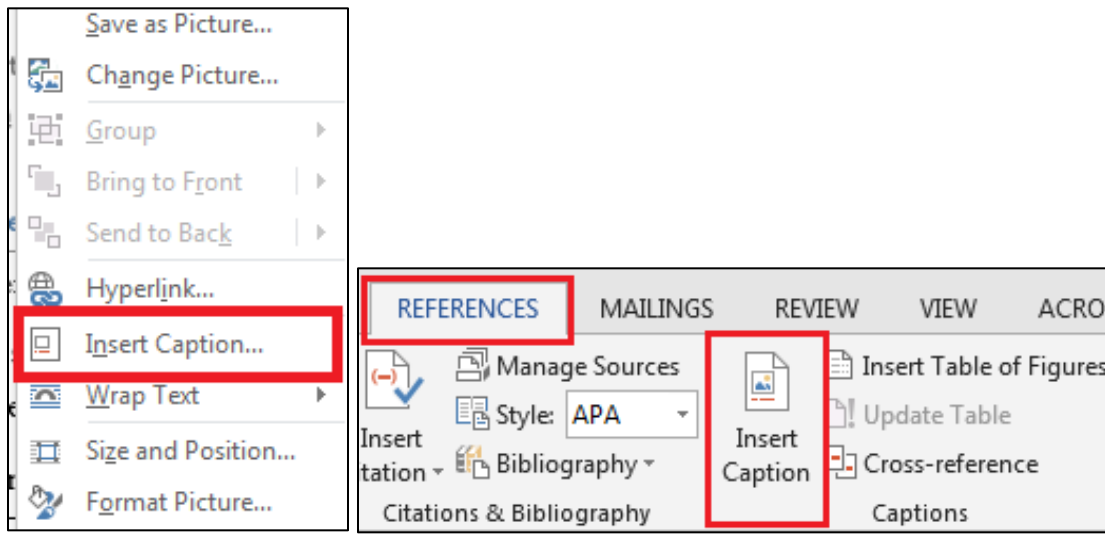 Save as Picture...
Change Picture...
Group
Bring to Front
Send to Back
Hyperlink...
Insert Caption...
Wrap Text
Size and Position...
Format Picture...
REFERENCES MAILINGS REVIEW VIEW ACRO
Manage Sources
Style: APA
Bibliography
Insert
tation
Citations & Bibliography
Insert
Caption
Insert Table of Figures
Update Table
Cross-reference
Captions